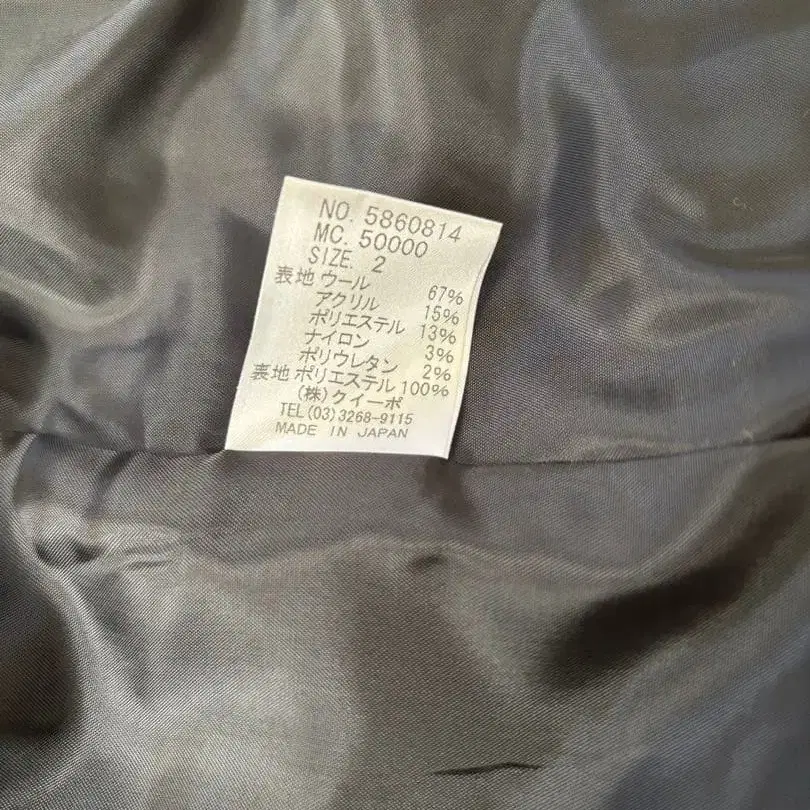 NO. 5860814
MC. 50000
SIZE. 2
表地 ウール 67%
アクリル 15%
ポリエステル 13%
ナイロン 3%
ポリウレタン 2%
裏地 ポリエステル 100%
(株)クイーポ
TEL(03)3268-9115
MADE IN JAPAN